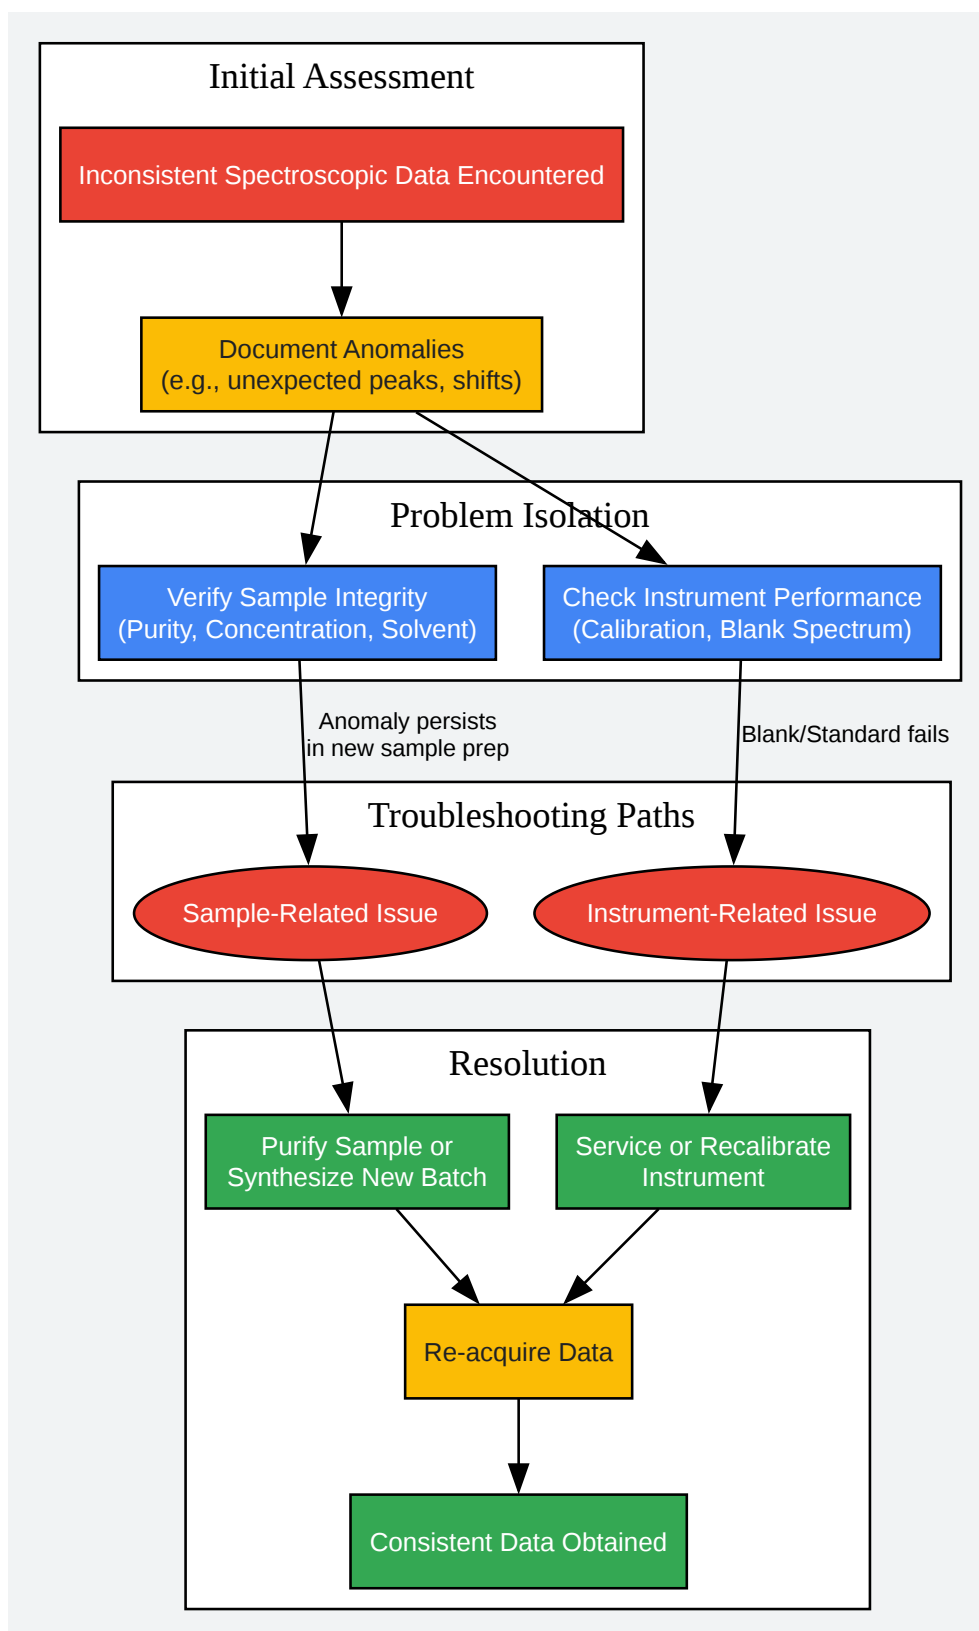 Initial Assessment
Inconsistent Spectroscopic Data Encountered
Document Anomalies
(e.g., unexpected peaks, shifts)
Problem Isolation
Verify Sample Integrity
(Purity, Concentration, Solvent)
Check Instrument Performance
(Calibration, Blank Spectrum)
Anomaly persists
in new sample prep
Blank/Standard fails
Troubleshooting Paths
Sample-Related Issue
Instrument-Related Issue
Resolution
Purify Sample or
Synthesize New Batch
Service or Recalibrate
Instrument
Re-acquire Data
Consistent Data Obtained